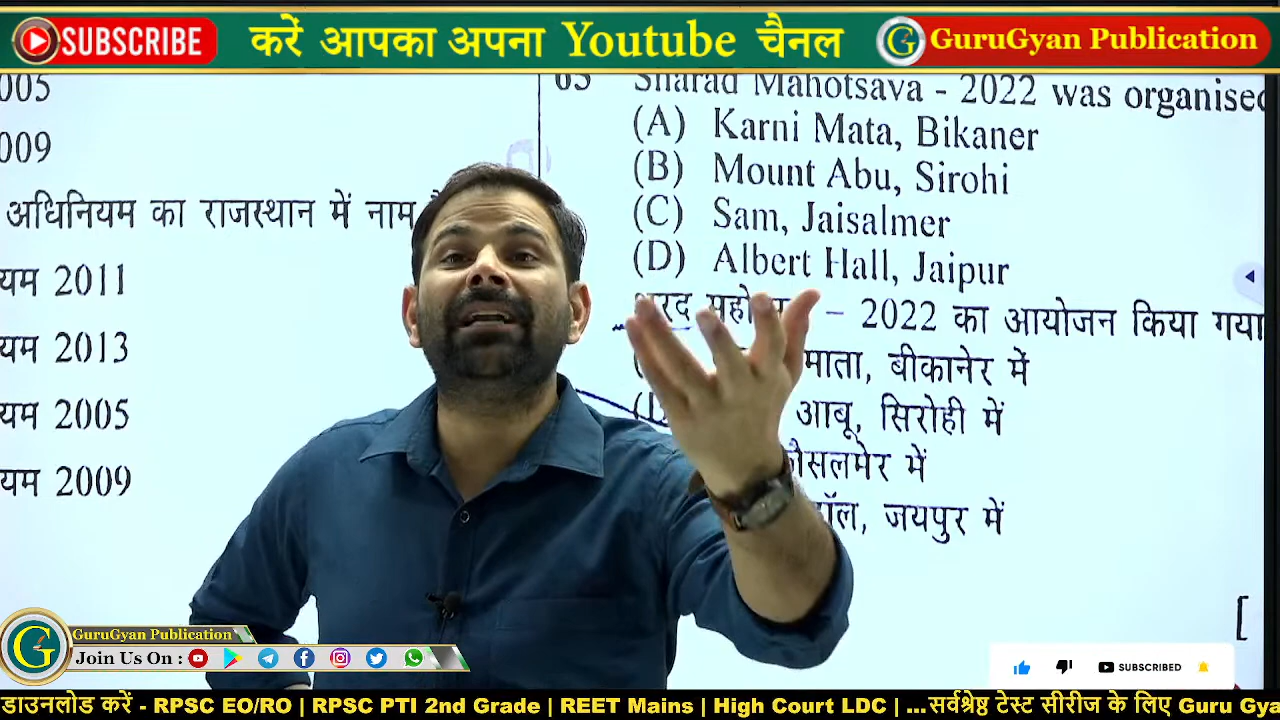 SUBSCRIBE करें आपका अपना Youtube चैनल G GuruGyan Publication
005
009
अधिनियम का राजस्थान में नाम
यम 2011
यम 2013
यम 2005
यम 2009
65 Sharad Mahotsava - 2022 was organised
(A) Karni Mata, Bikaner
(B) Mount Abu, Sirohi
(C) Sam, Jaisalmer
(D) Albert Hall, Jaipur
– 2022 का आयोजन किया गया
माता, बीकानेर में
आबू, सिरोही में
जैसलमेर में
हॉल, जयपुर में
[
G GuruGyan Publication
Join Us On :
SUBSCRIBED
डाउनलोड करें - RPSC EO/RO | RPSC PTI 2nd Grade | REET Mains | High Court LDC | ...सर्वश्रेष्ठ टेस्ट सीरीज के लिए Guru Gya